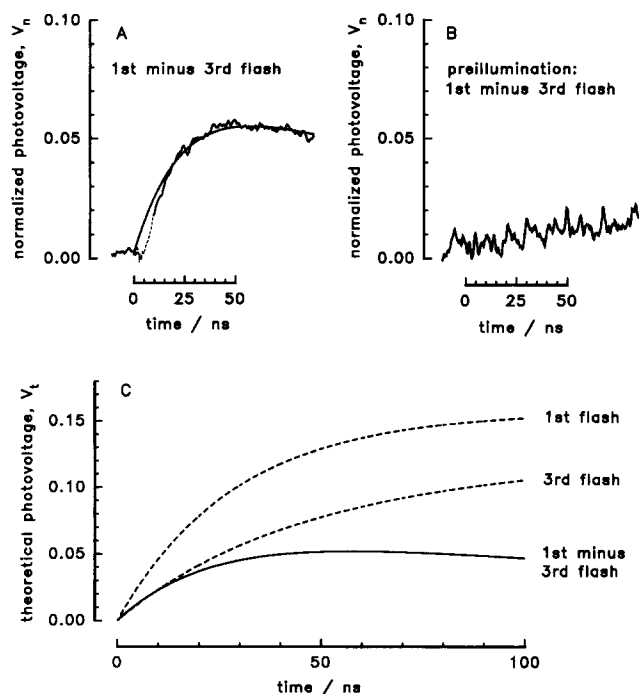 normalized photovoltage, Vn
0.10
0.05
0.00
A
1st minus 3rd flash
0
25
50
time / ns
normalized photovoltage, Vn
0.10
0.05
0.00
B
preillumination:
1st minus 3rd flash
0
25
50
time / ns
theoretical photovoltage, Vt
0.15
0.10
0.05
0.00
C
1st flash
3rd flash
1st minus
3rd flash
0
50
100
time / ns